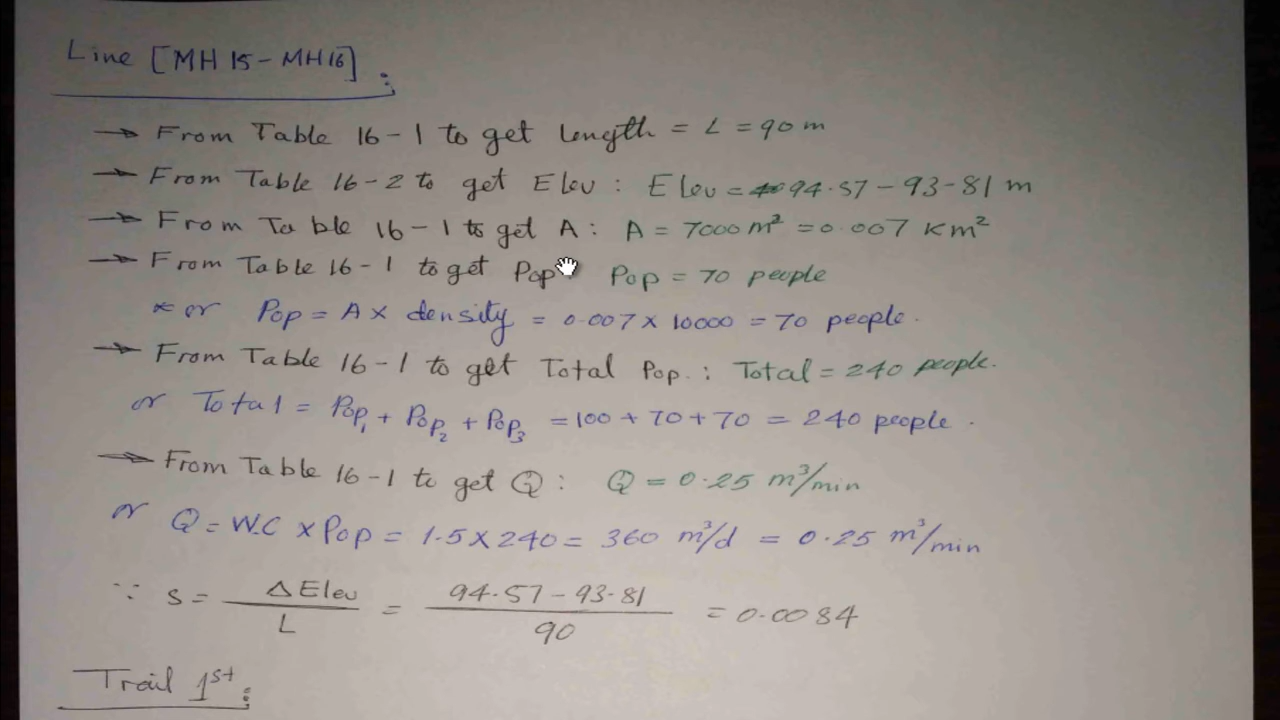 Line [MH15-MH16] :
→ From Table 16-1 to get length = L = 90 m
→ From Table 16-2 to get Elev : Elev = 94.57 - 93-81 m
→ From Table 16-1 to get A : A = 7000 m² = 0.007 Km²
→ From Table 16-1 to get Pop Pop = 70 people
* or Pop = A x density = 0.007 x 10000 = 70 people.
→ From Table 16-1 to get Total Pop. : Total = 240 people.
or Total = Pop₁ + Pop₂ + Pop₃ = 100 + 70 + 70 = 240 people.
→ From Table 16-1 to get Q : Q = 0.25 m³/min
or Q = W.C x Pop = 1.5 x 240 = 360 m³/d = 0.25 m³/min
∵ S = ΔElev / L = 94.57 - 93.81 / 90 = 0.0084
Trail 1st :